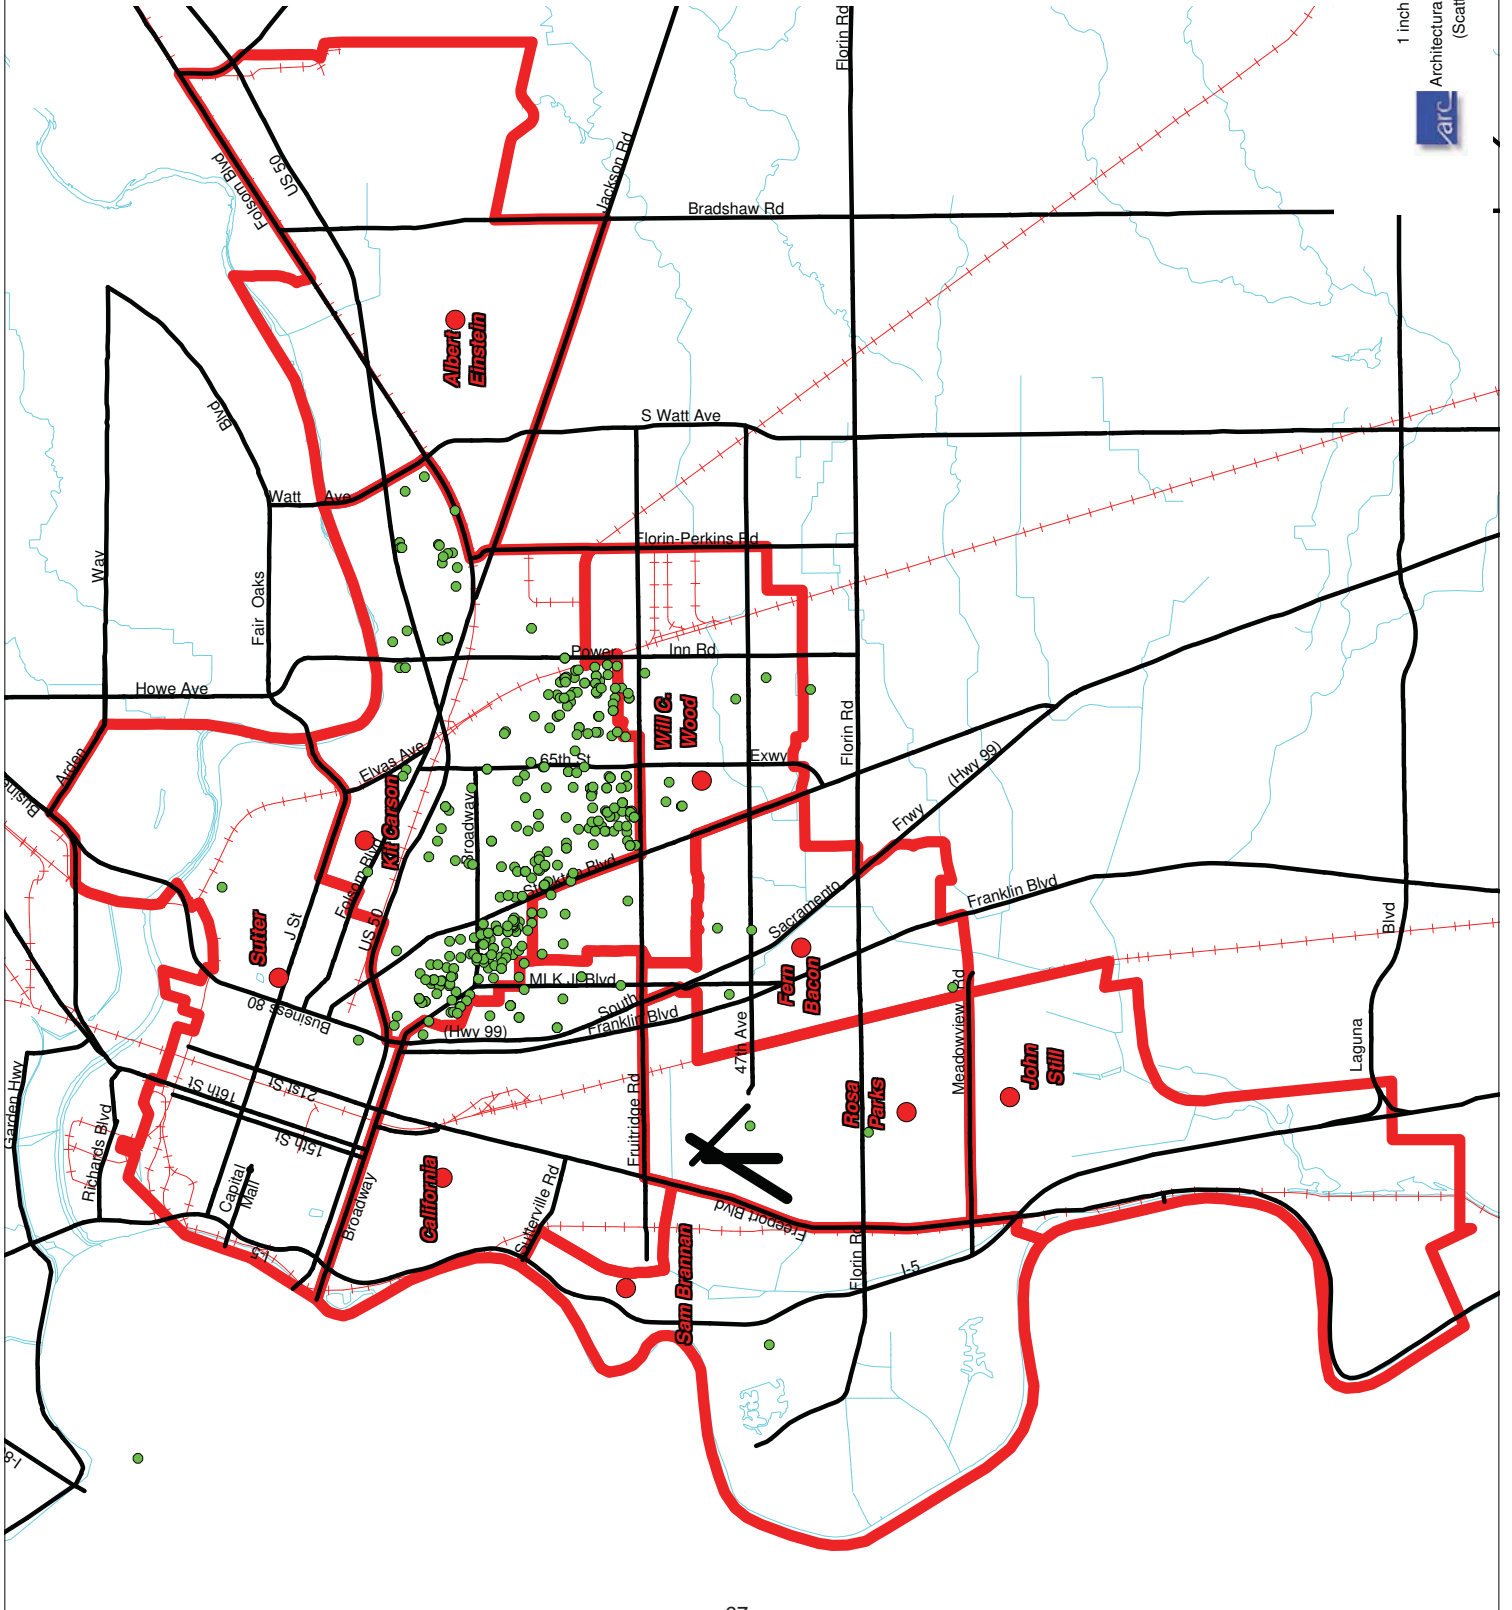 Florin Rd
1 inch
Architectura
(Scatt
arc
Folsom Blvd
US 50
Jackson Rd
Bradshaw Rd
Albert
Einstein
Blvd
S Watt Ave
Watt Ave
Way
Florin-Perkins Rd
Fair Oaks
Power Inn Rd
Howe Ave
Will C.
Wood
Florin Rd
Arden
Elvas Ave
65th St
Exwy
(Hwy 99)
Busine
Kit Carson
Broadway
Frwy
Folsom Blvd
Stockton Blvd
Sacramento
Franklin Blvd
Sutter
J St
US 50
Blvd
MLK Jr Blvd
Fern
Bacon
Business 80
South
(Hwy 99)
Franklin Blvd
47th Ave
Meadowview Rd
John
Still
Laguna
Garden Hwy
21st St
16th St
15th St
Richards Blvd
Fruitridge Rd
Rosa
Parks
Capital
Mall
Broadway
California
Sutterville Rd
Freeport Blvd
I-5
Sam Brannan
Florin Rd
I-5
I-8